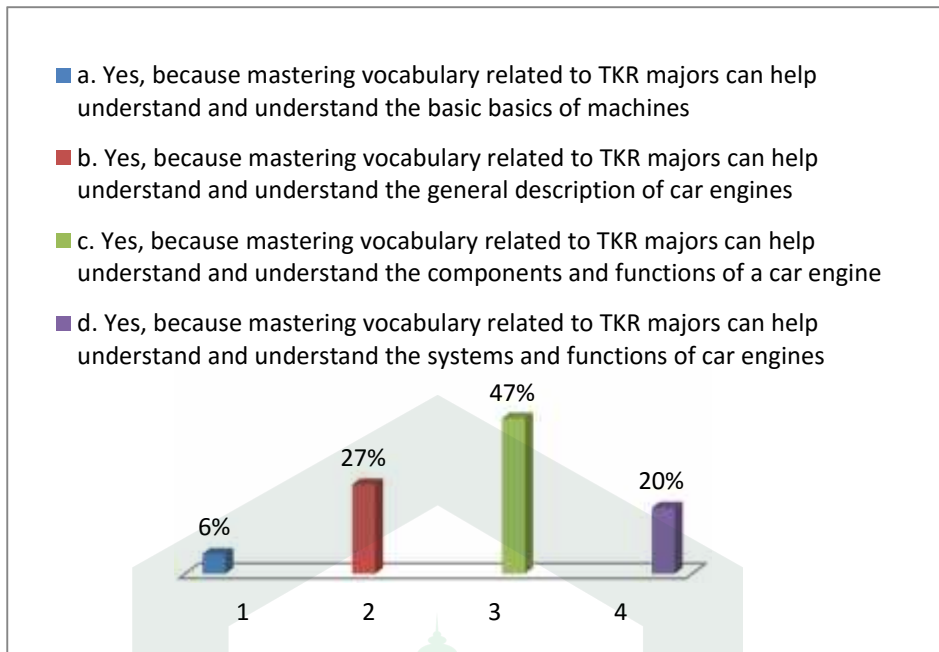 a. Yes, because mastering vocabulary related to TKR majors can help
understand and understand the basic basics of machines
b. Yes, because mastering vocabulary related to TKR majors can help
understand and understand the general description of car engines
c. Yes, because mastering vocabulary related to TKR majors can help
understand and understand the components and functions of a car engine
d. Yes, because mastering vocabulary related to TKR majors can help
understand and understand the systems and functions of car engines
47%
27%
20%
6%
1 2 3 4